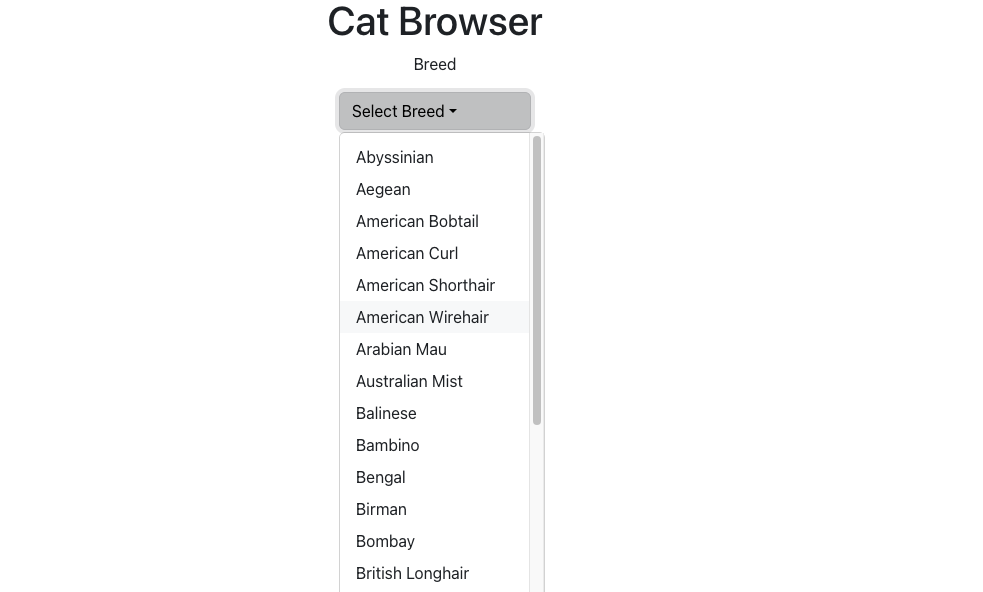 Cat Browser
Breed
Select Breed
Abyssinian
Aegean
American Bobtail
American Curl
American Shorthair
American Wirehair
Arabian Mau
Australian Mist
Balinese
Bambino
Bengal
Birman
Bombay
British Longhair